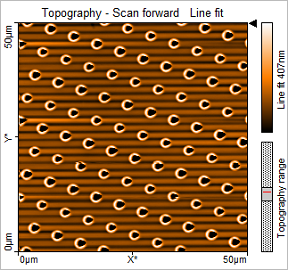 Topography - Scan forward Line fit
50µm
Y*
0µm
0µm X* 50µm
Line fit 407nm
Topography range